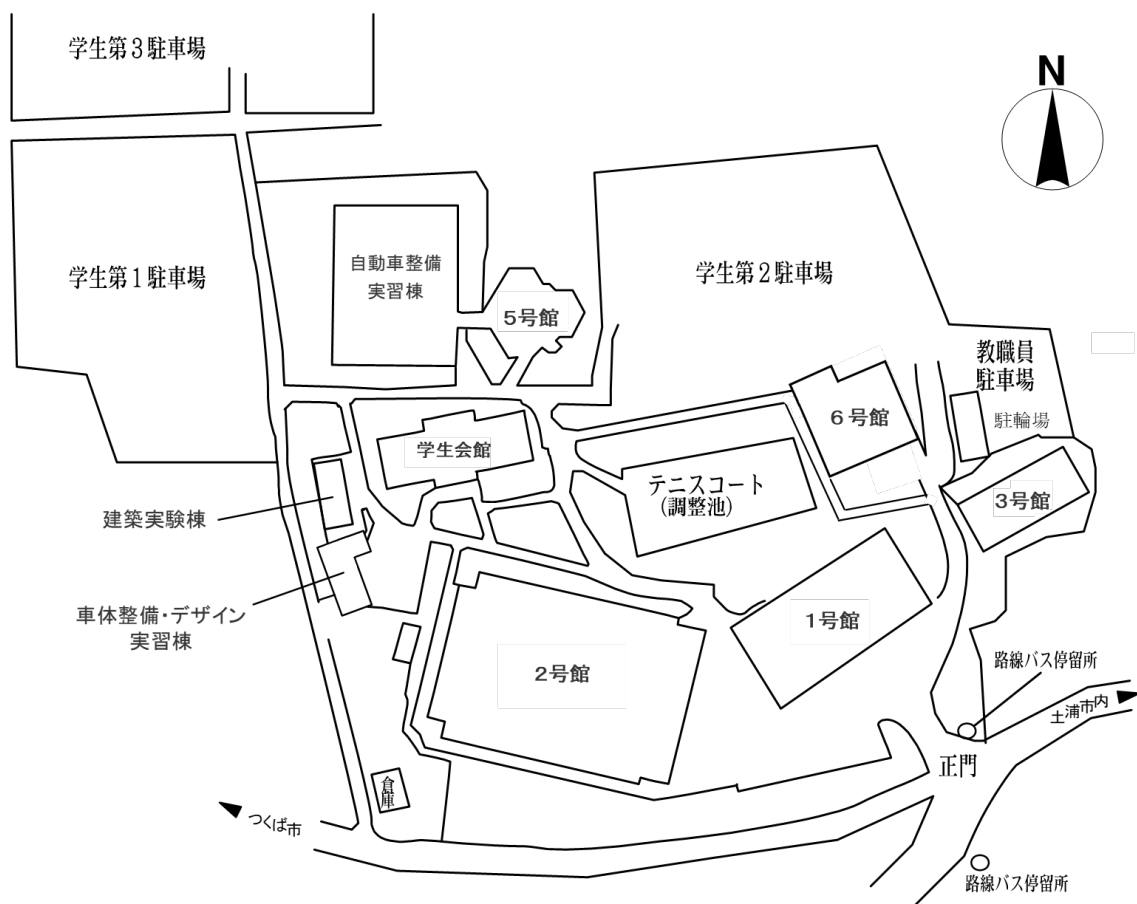 学生第3駐車場
N
学生第1駐車場
自動車整備
実習棟
5号館
学生第2駐車場
教職員
駐車場
駐輪場
6号館
学生会館
テニスコート
(調整池)
3号館
建築実験棟
車体整備・デザイン
実習棟
1号館
2号館
路線バス停留所
土浦市内
正門
倉庫
つくば市
路線バス停留所